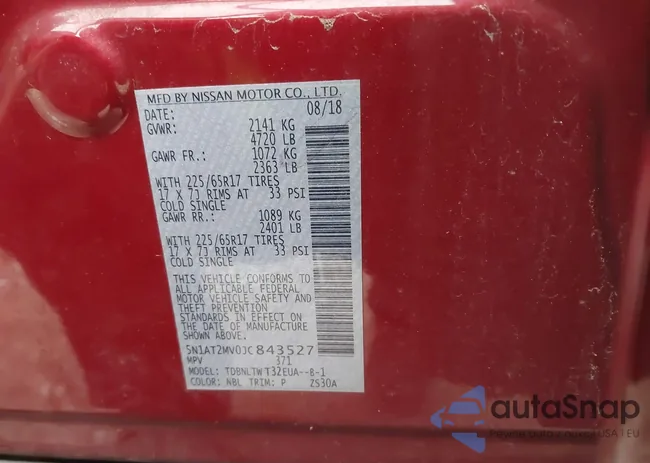 MFD BY NISSAN MOTOR CO., LTD.
DATE: 08/18
GVWR: 2141 KG
4720 LB
GAWR FR.: 1072 KG
2363 LB
WITH 225/65R17 TIRES
17 X 7J RIMS AT 33 PSI
COLD SINGLE
GAWR RR.: 1089 KG
2401 LB
WITH 225/65R17 TIRES
17 X 7J RIMS AT 33 PSI
COLD SINGLE
THIS VEHICLE CONFORMS TO
ALL APPLICABLE FEDERAL
MOTOR VEHICLE SAFETY AND
THEFT PREVENTION
STANDARDS IN EFFECT ON
THE DATE OF MANUFACTURE
SHOWN ABOVE.
5N1AT2MV0JC843527
MPV 371
MODEL: TDBNLTW T32EUA--B-1
COLOR: NBL TRIM: P ZS30A
autoSnap